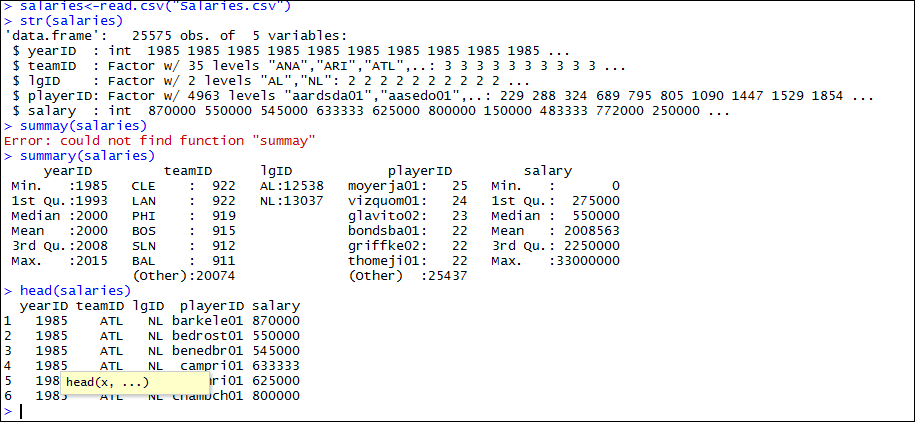 > salaries<-read.csv("Salaries.csv")
> str(salaries)
'data.frame':   25575 obs. of  5 variables:
 $ yearID  : int  1985 1985 1985 1985 1985 1985 1985 1985 1985 1985 ...
 $ teamID  : Factor w/ 35 levels "ANA","ARI","ATL",..: 3 3 3 3 3 3 3 3 3 3 ...
 $ lgID    : Factor w/ 2 levels "AL","NL": 2 2 2 2 2 2 2 2 2 2 ...
 $ playerID: Factor w/ 4963 levels "aardsda01","aasedo01",..: 229 288 324 689 795 805 1090 1447 1529 1854 ...
 $ salary  : int  870000 550000 545000 633333 625000 800000 150000 483333 772000 250000 ...
> summay(salaries)
Error: could not find function "summay"
> summary(salaries)
     yearID         teamID      lgID            playerID         salary
 Min.   :1985   CLE    :  922   AL:12538   moyerja01:   25   Min.   :       0
 1st Qu.:1993   LAN    :  922   NL:13037   vizquom01:   24   1st Qu.:  275000
 Median :2000   PHI    :  919              glavito02:   23   Median :  550000
 Mean   :2000   BOS    :  915              bondsba01:   22   Mean   : 2008563
 3rd Qu.:2008   SLN    :  912              griffke02:   22   3rd Qu.: 2250000
 Max.   :2015   BAL    :  911              thomeji01:   22   Max.   :33000000
                (Other):20074              (Other)  :25437
> head(salaries)
  yearID teamID lgID  playerID salary
1   1985    ATL   NL barkele01 870000
2   1985    ATL   NL bedrost01 550000
3   1985    ATL   NL benedbr01 545000
4   1985    ATL   NL  campri01 633333
5   head(x, ...) 625000
6   1985    ATL   NL chambch01 800000
>